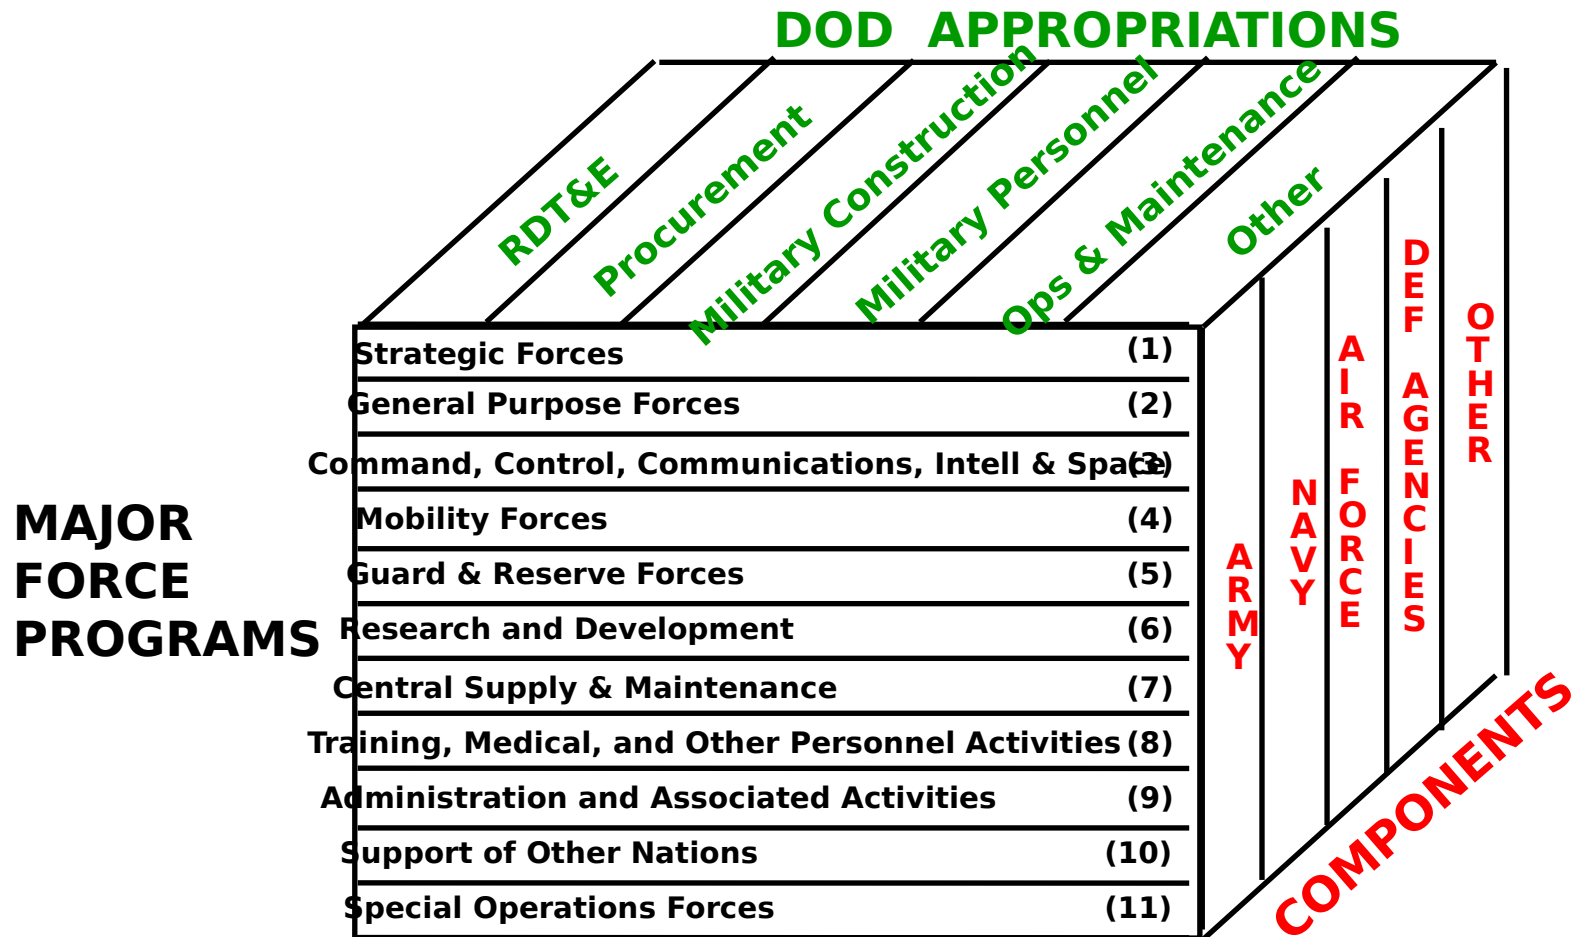 DOD APPROPRIATIONS
RDT&E
Procurement
Military Construction
Military Personnel
Ops & Maintenance
Other
MAJOR
FORCE
PROGRAMS
Strategic Forces (1)
General Purpose Forces (2)
Command, Control, Communications, Intell & Space (3)
Mobility Forces (4)
Guard & Reserve Forces (5)
Research and Development (6)
Central Supply & Maintenance (7)
Training, Medical, and Other Personnel Activities (8)
Administration and Associated Activities (9)
Support of Other Nations (10)
Special Operations Forces (11)
ARMY
NAVY
AIR FORCE
DEF AGENCIES
OTHER
COMPONENTS